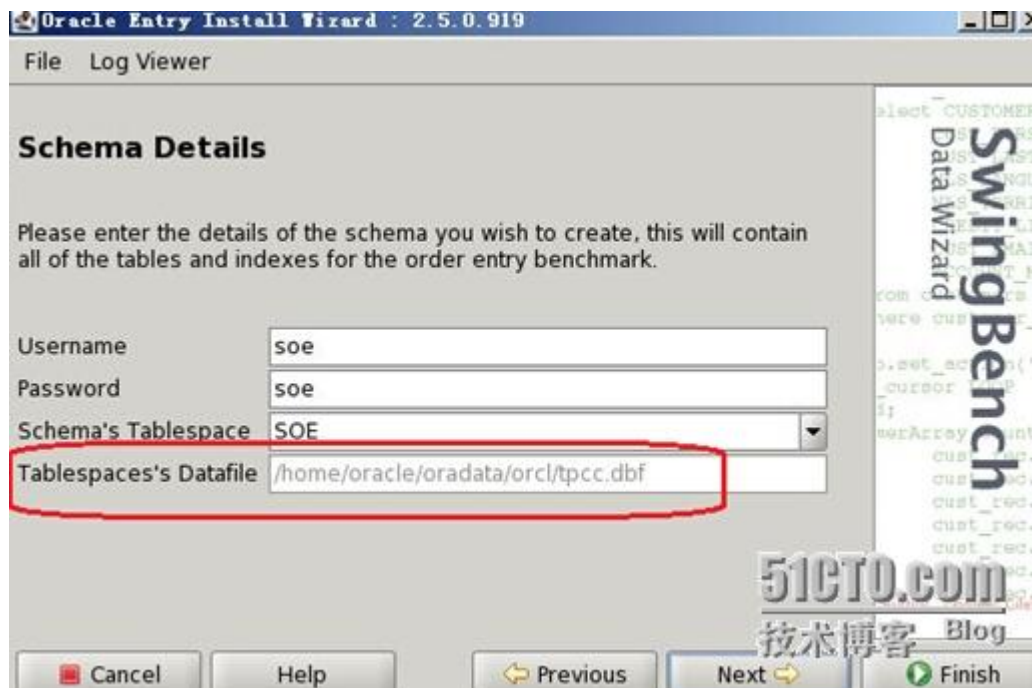 Oracle Entry Install Wizard : 2.5.0.919
File Log Viewer
Schema Details
Please enter the details of the schema you wish to create, this will contain
all of the tables and indexes for the order entry benchmark.
Username soe
Password soe
Schema's Tablespace SOE
Tablespaces's Datafile /home/oracle/oradata/orcl/tpcc.dbf
SwingBench
Data Wizard
51CTO.com
技术博客 Blog
Cancel Help Previous Next Finish